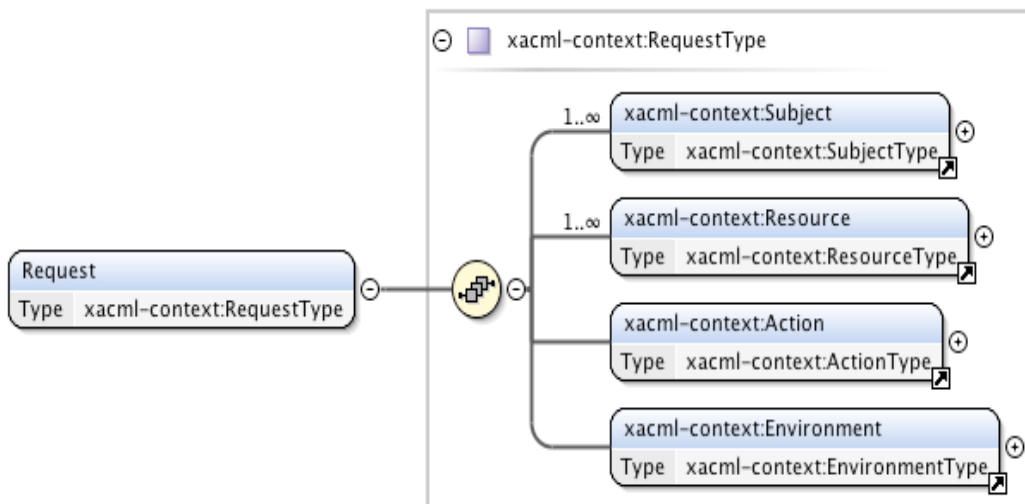 xacml-context:RequestType
1..∞
xacml-context:Subject
Type xacml-context:SubjectType
1..∞
xacml-context:Resource
Type xacml-context:ResourceType
Request
Type xacml-context:RequestType
xacml-context:Action
Type xacml-context:ActionType
xacml-context:Environment
Type xacml-context:EnvironmentType